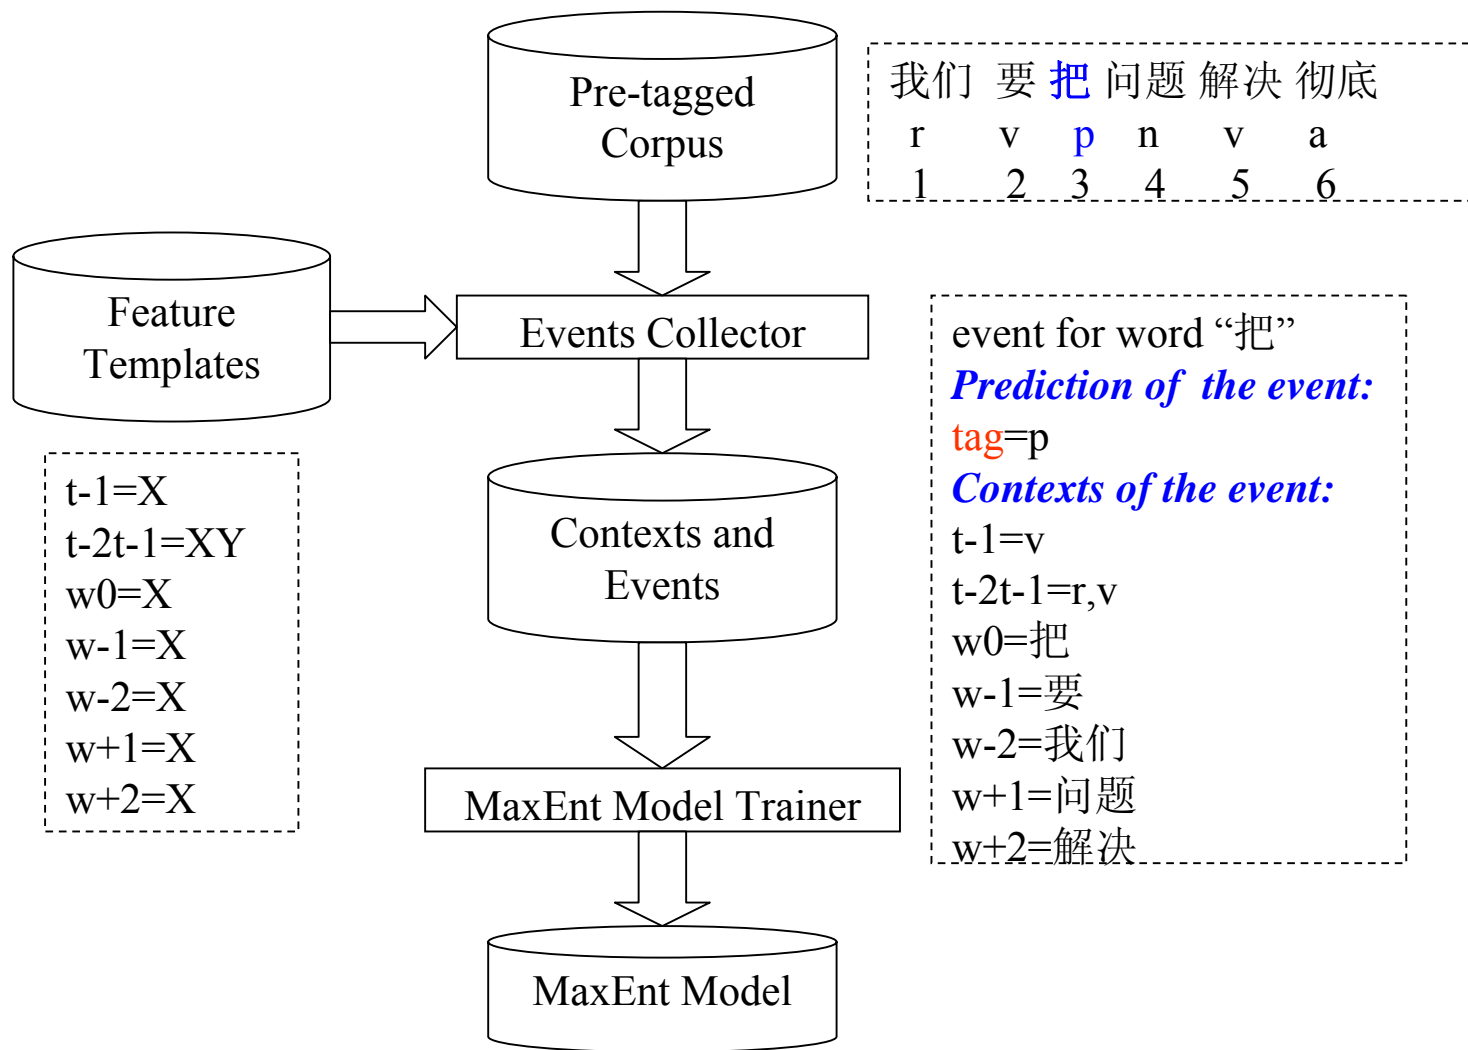 Pre-tagged
Corpus
我们 要 把 问题 解决 彻底
r v p n v a
1 2 3 4 5 6
Feature
Templates
Events Collector
t-1=X
t-2t-1=XY
w0=X
w-1=X
w-2=X
w+1=X
w+2=X
Contexts and
Events
event for word “把”
Prediction of the event:
tag=p
Contexts of the event:
t-1=v
t-2t-1=r,v
w0=把
w-1=要
w-2=我们
w+1=问题
w+2=解决
MaxEnt Model Trainer
MaxEnt Model